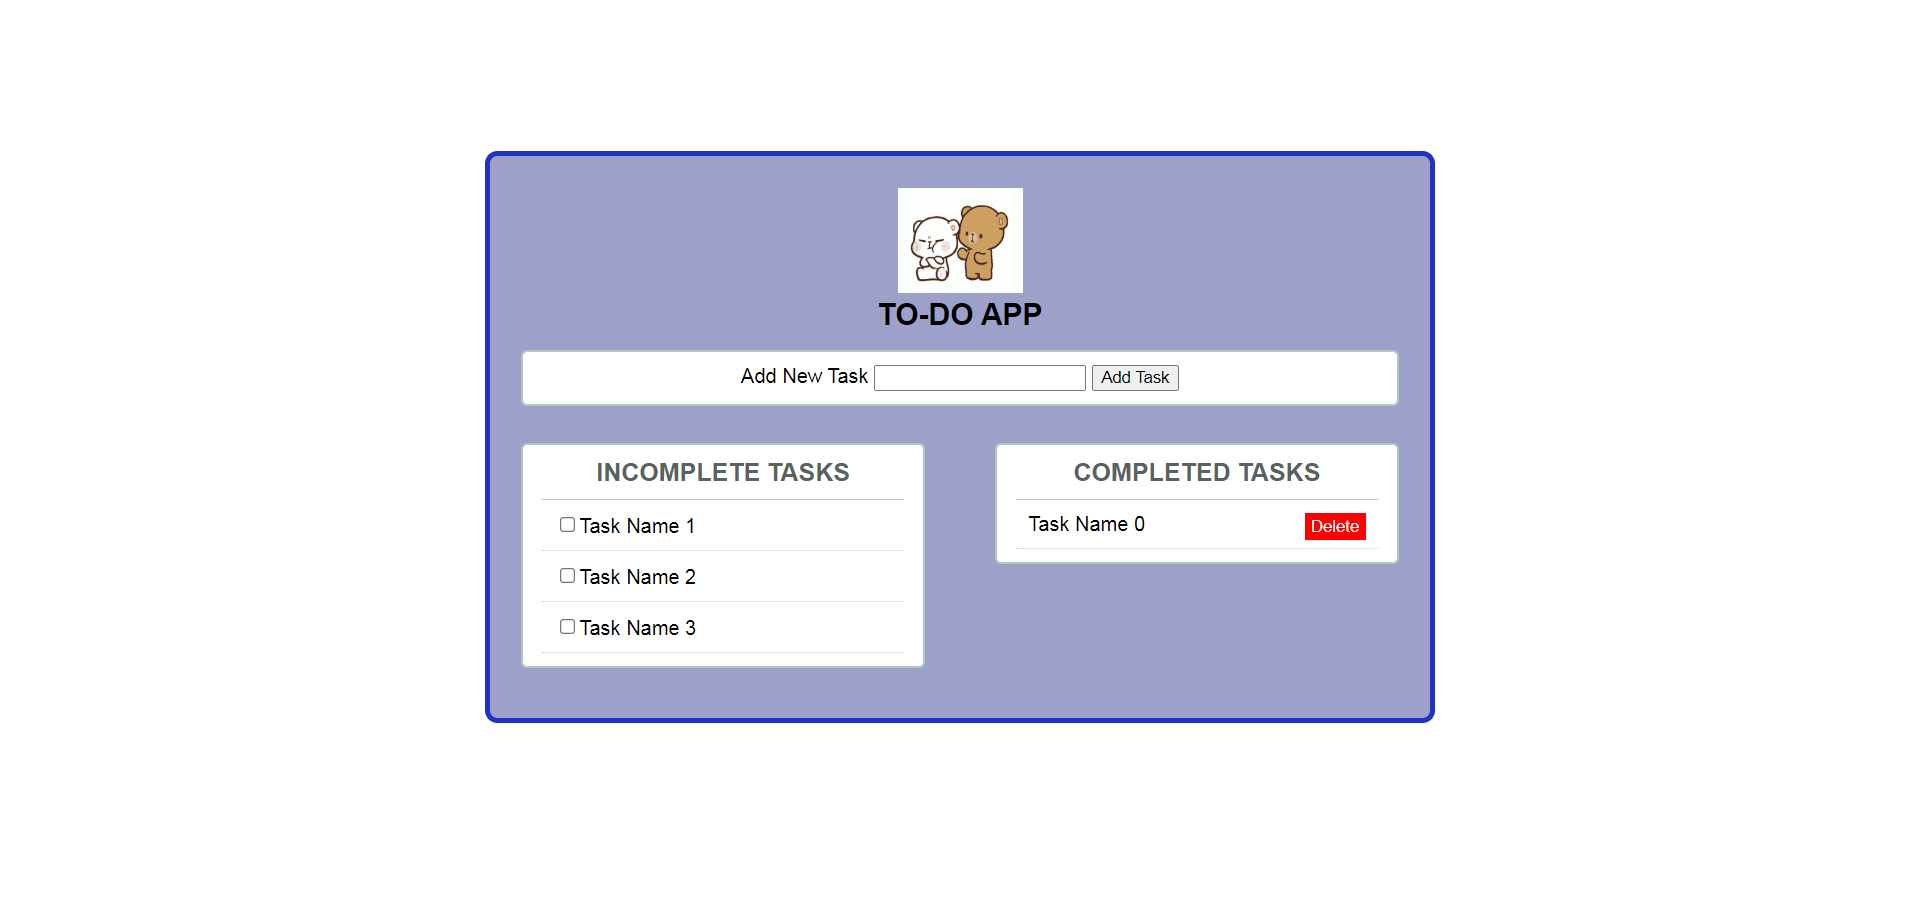 TO-DO APP
Add New Task Add Task
INCOMPLETE TASKS
Task Name 1
Task Name 2
Task Name 3
COMPLETED TASKS
Task Name 0 Delete